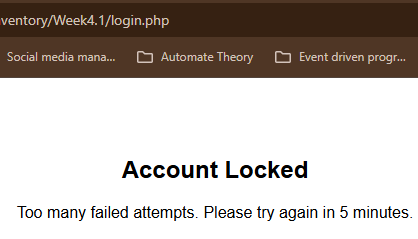 nventory/Week4.1/login.php
Social media mana... Automate Theory Event driven progr...
Account Locked
Too many failed attempts. Please try again in 5 minutes.